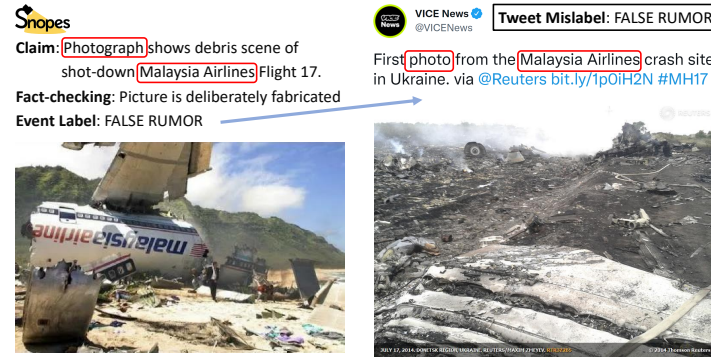 Snopes
Claim: Photograph shows debris scene of
shot-down Malaysia Airlines Flight 17.
Fact-checking: Picture is deliberately fabricated
Event Label: FALSE RUMOR
malaysiaairline
VICE
News
VICE News
@VICENews
Tweet Mislabel: FALSE RUMOR
First photo from the Malaysia Airlines crash site
in Ukraine. via @Reuters bit.ly/1p0iH2N #MH17
REUTERS
JULY 17, 2014. DONETSK REGION, UKRAINE. REUTERS/MAXIM ZMEYEV.
© 2014 Thomson Reuters